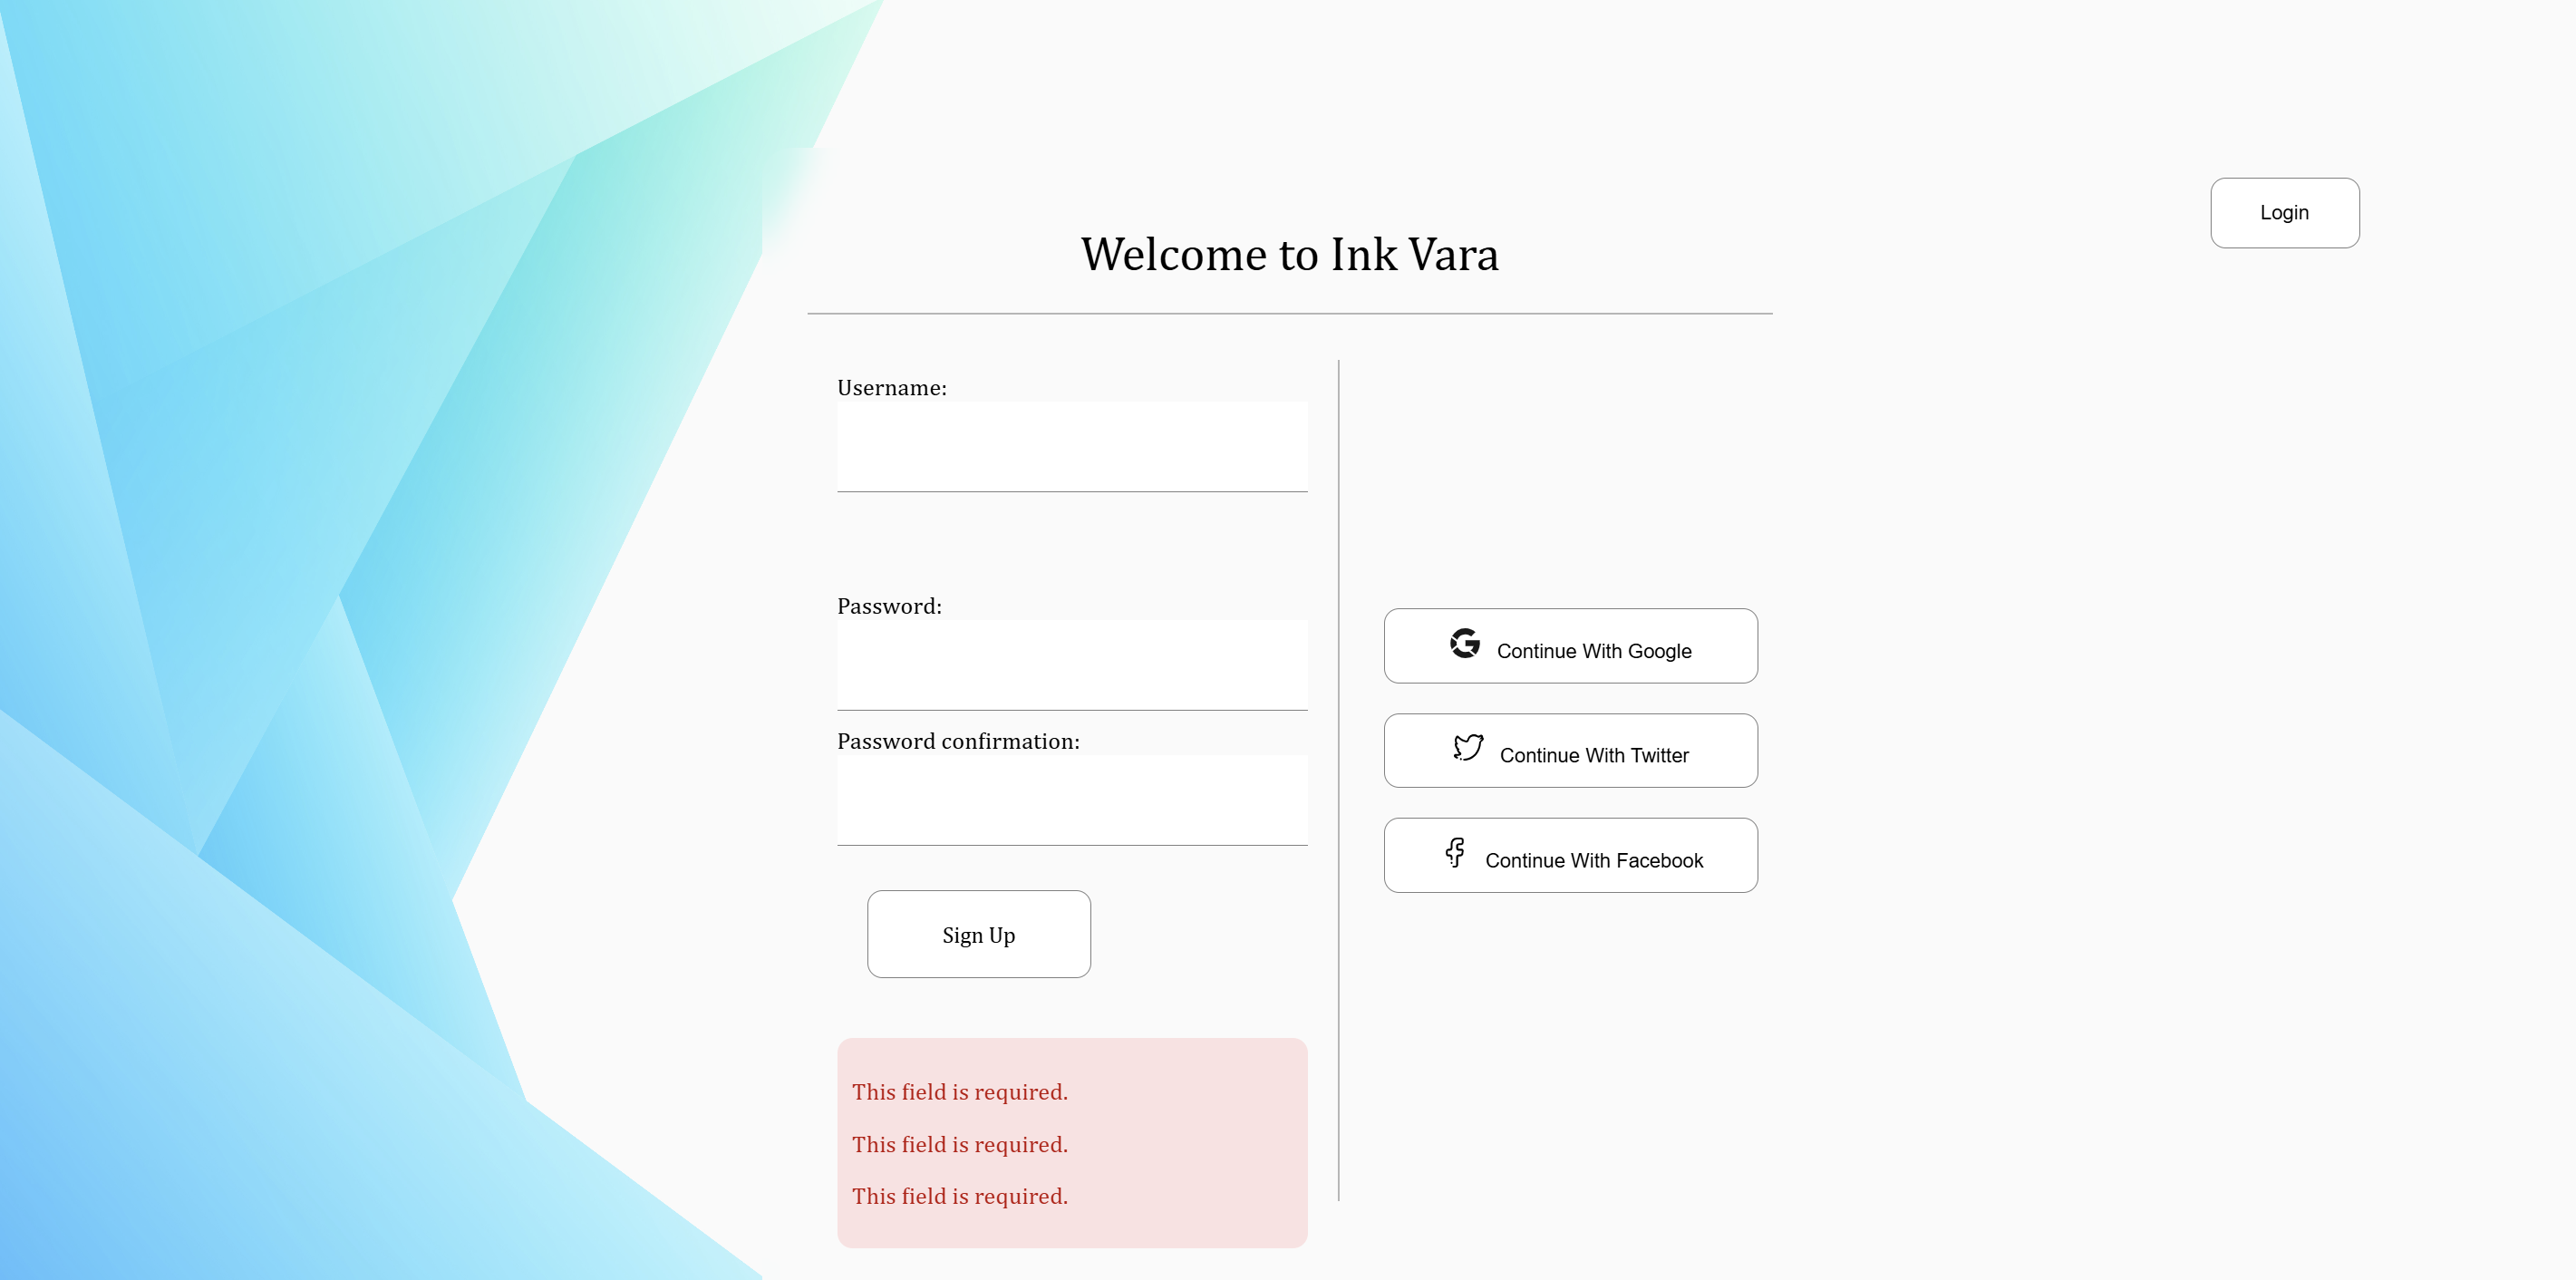 Login
Welcome to Ink Vara
Username:
Password:
Password confirmation:
Sign Up
This field is required.
This field is required.
This field is required.
Continue With Google
Continue With Twitter
Continue With Facebook